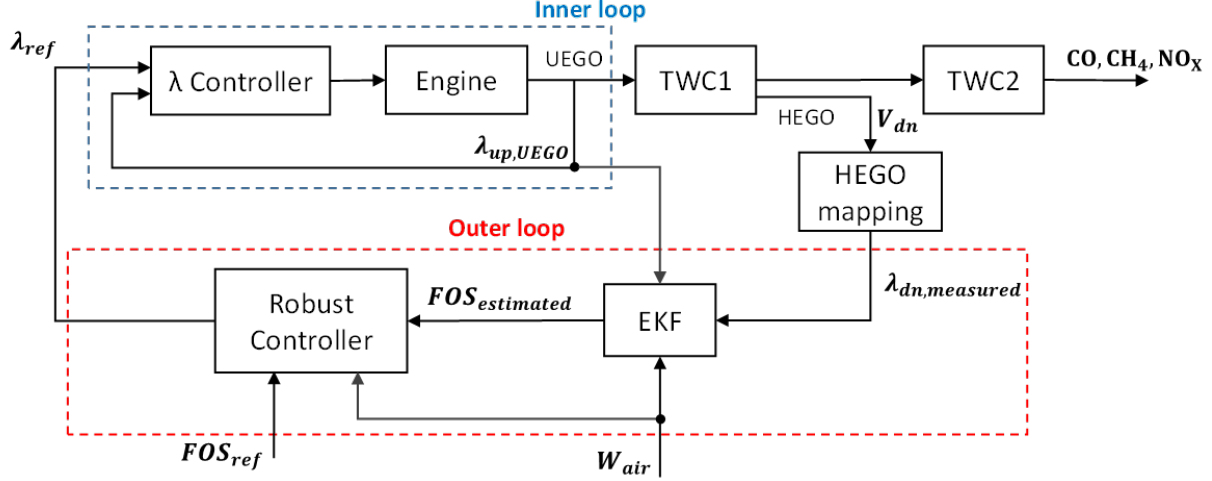 Inner loop
λref
λ Controller
Engine
UEGO
TWC1
TWC2
CO, CH4, NOX
HEGO
Vdn
λup,UEGO
HEGO
mapping
Outer loop
λdn,measured
Robust
Controller
FOSestimated
EKF
FOSref
Wair